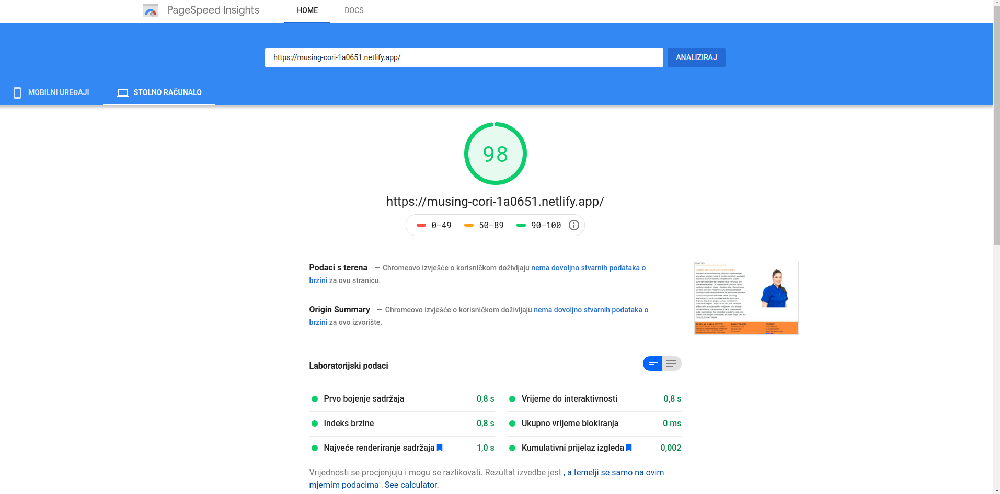 PageSpeed Insights HOME DOCS
https://musing-cori-1a0651.netlify.app/ ANALIZIRAJ
MOBILNI UREĐAJI STOLNO RAČUNALO
98
https://musing-cori-1a0651.netlify.app/
0–49 50–89 90–100
Podaci s terena — Chromeovo izvješće o korisničkom doživljaju nema dovoljno stvarnih podataka o
brzini za ovu stranicu.
Origin Summary — Chromeovo izvješće o korisničkom doživljaju nema dovoljno stvarnih podataka o
brzini za ovo izvorište.
Laboratorijski podaci
Prvo bojenje sadržaja 0,8 s
Vrijeme do interaktivnosti 0,8 s
Indeks brzine 0,8 s
Ukupno vrijeme blokiranja 0 ms
Najveće renderiranje sadržaja 1,0 s
Kumulativni prijelaz izgleda 0,002
Vrijednosti se procjenjuju i mogu se razlikovati. Rezultat izvedbe jest , a temelji se samo na ovim
mjernim podacima . See calculator.